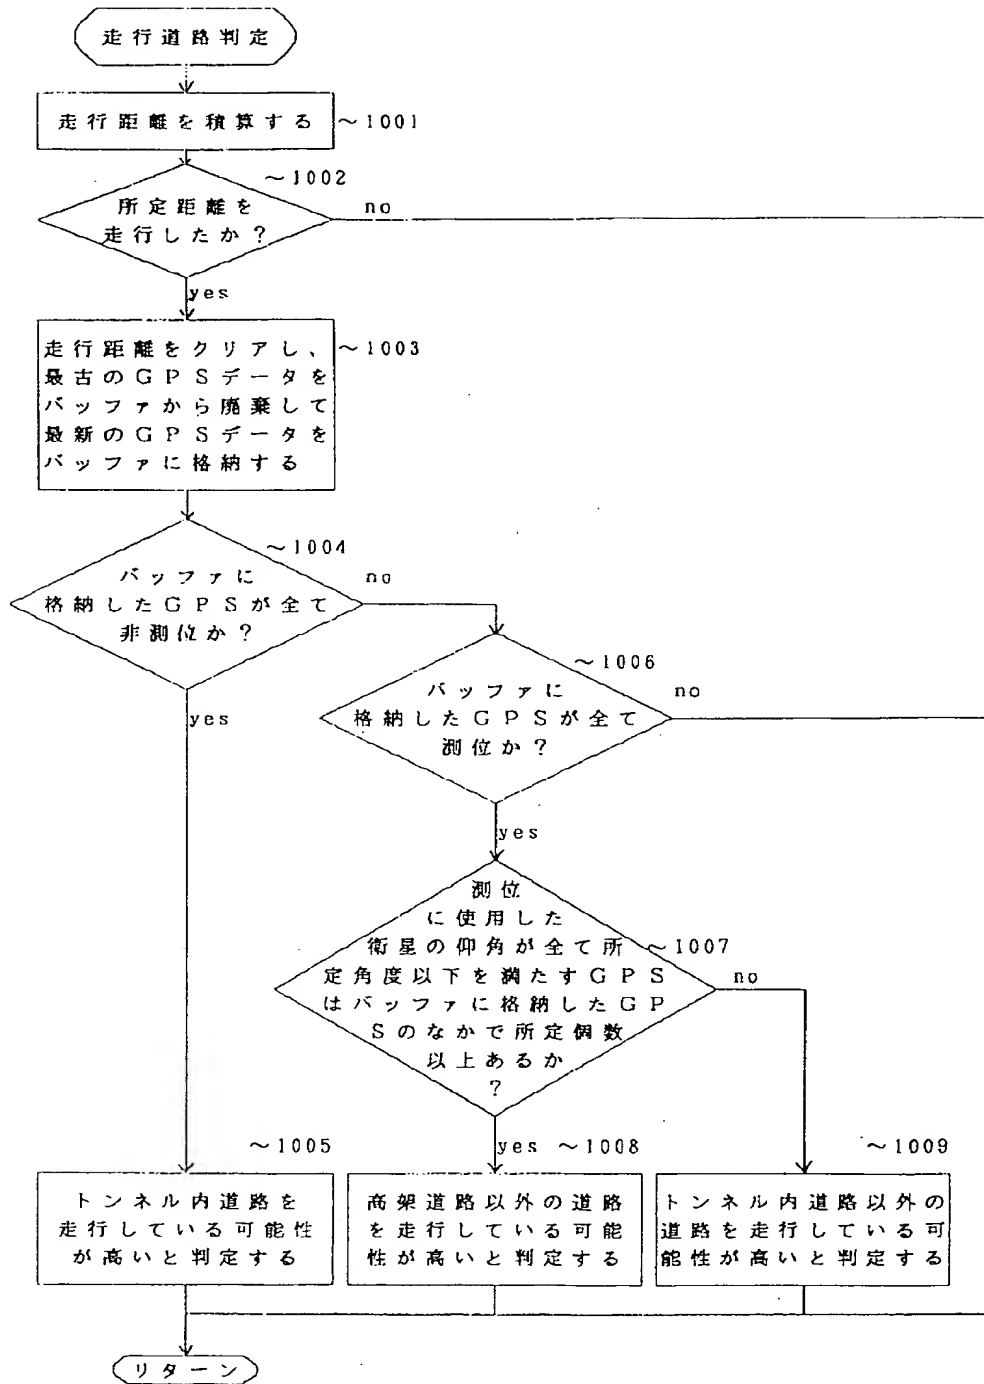 走行道路判定
走行距離を積算する
～1001
～1002
所定距離を
走行したか？
no
yes
走行距離をクリアし、
最古のGPSデータを
バッファから廃棄して
最新のGPSデータを
バッファに格納する
～1003
～1004
バッファに
格納したGPSが全て
非測位か？
no
yes
～1006
バッファに
格納したGPSが全て
測位か？
no
yes
測位
に使用した
衛星の仰角が全て所
定角度以下を満たすGPS
はバッファに格納したGP
Sのなかで所定個数
以上あるか
？
～1007
no
yes
～1005
トンネル内道路を
走行している可能性
が高いと判定する
～1008
高架道路以外の道路
を走行している可能
性が高いと判定する
～1009
トンネル内道路以外の
道路を走行している可
能性が高いと判定する
リターン